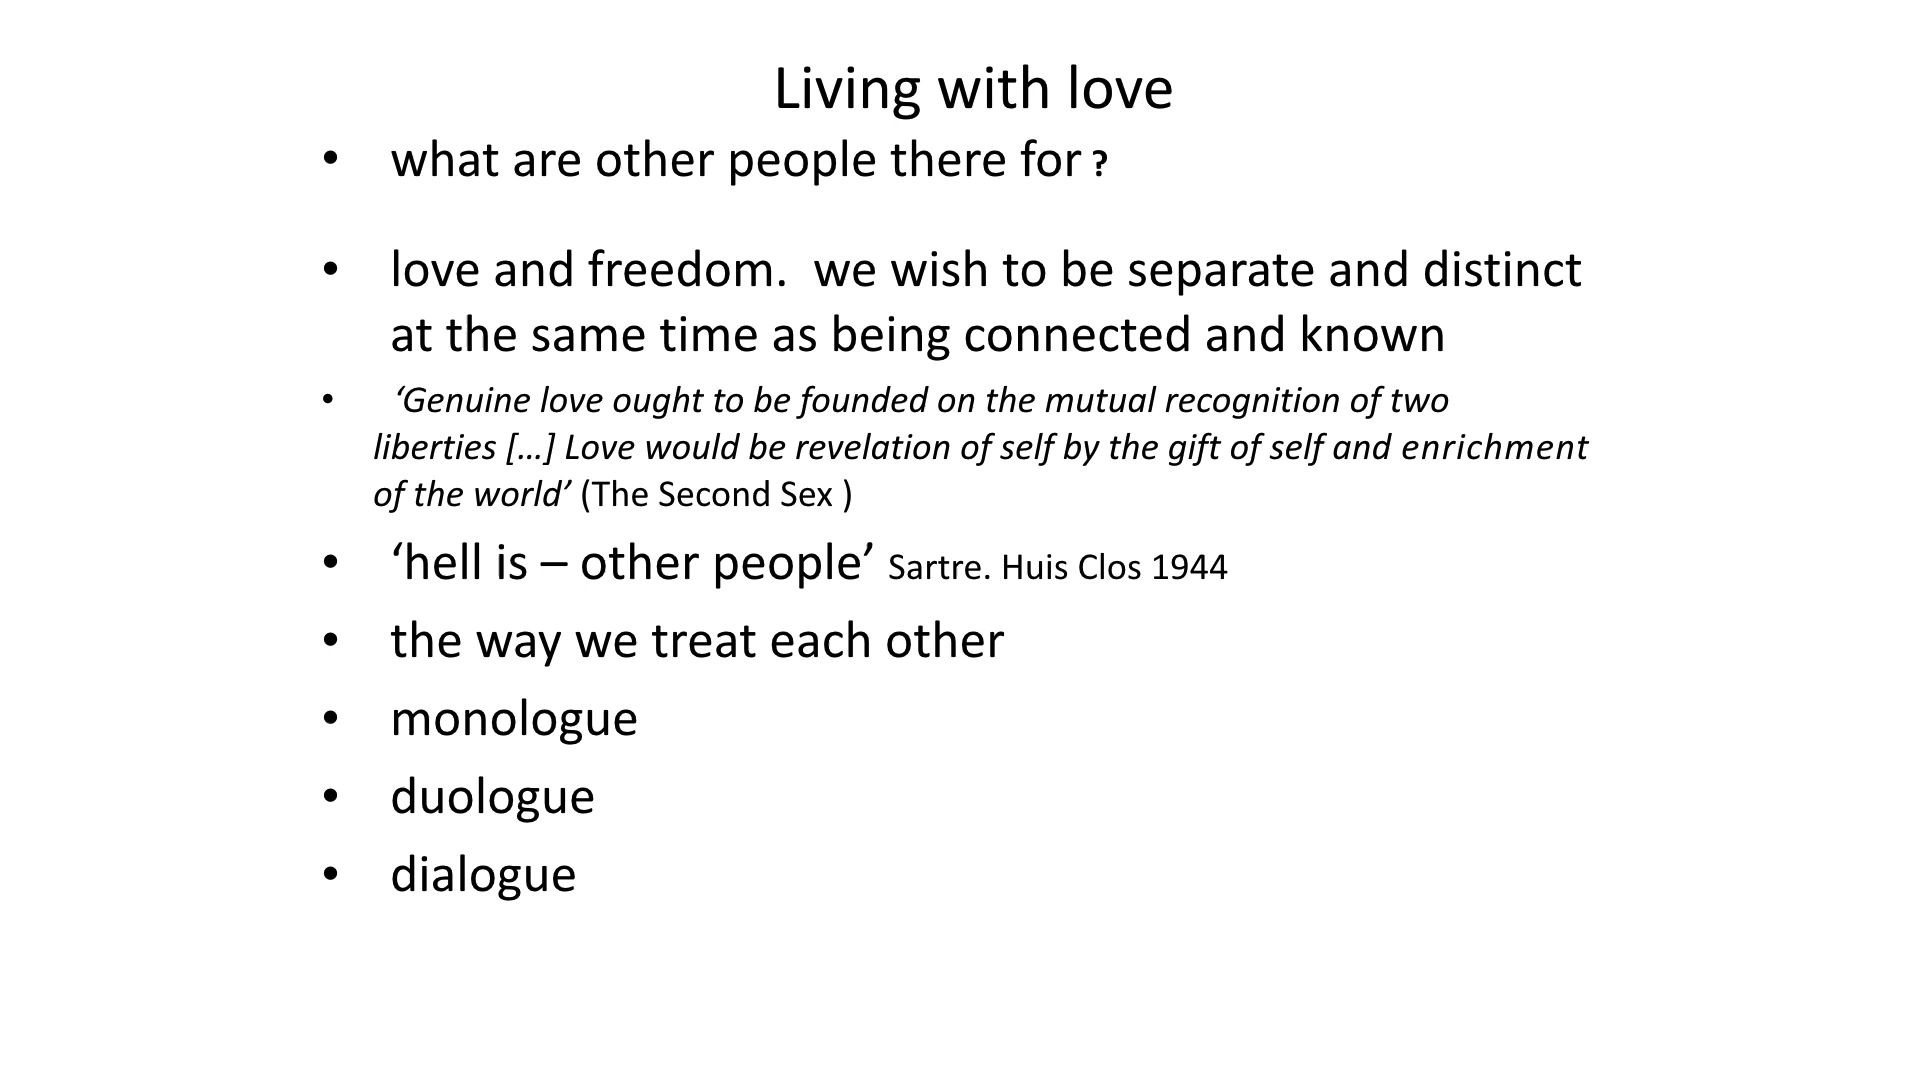 Living with love
• what are other people there for ?
• love and freedom.  we wish to be separate and distinct
at the same time as being connected and known
• ‘Genuine love ought to be founded on the mutual recognition of two
liberties […] Love would be revelation of self by the gift of self and enrichment
of the world’ (The Second Sex )
• ‘hell is – other people’ Sartre. Huis Clos 1944
• the way we treat each other
• monologue
• duologue
• dialogue